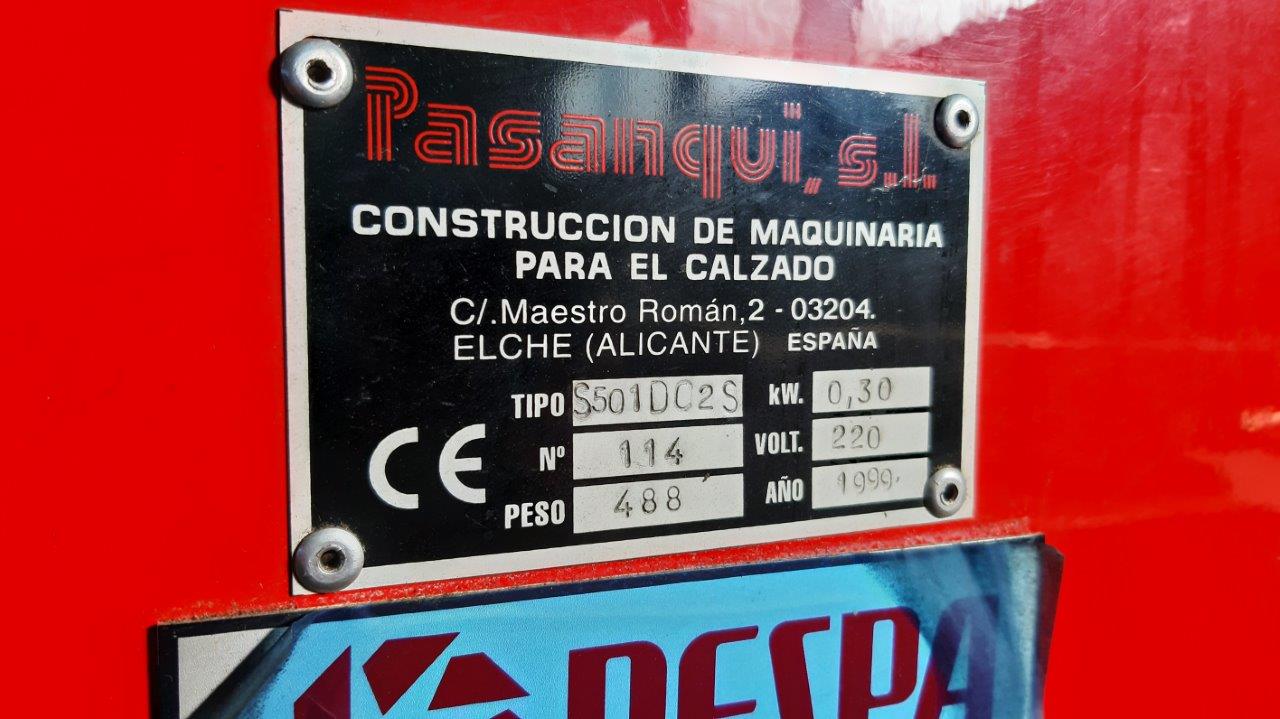 Pasanqui, s.l.
CONSTRUCCION DE MAQUINARIA
PARA EL CALZADO
C/.Maestro Román,2 - 03204.
ELCHE (ALICANTE) ESPAÑA
TIPO S501DC2S kW. 0,30
CE Nº 114 VOLT. 220
PESO 488 AÑO 1999
DESPA